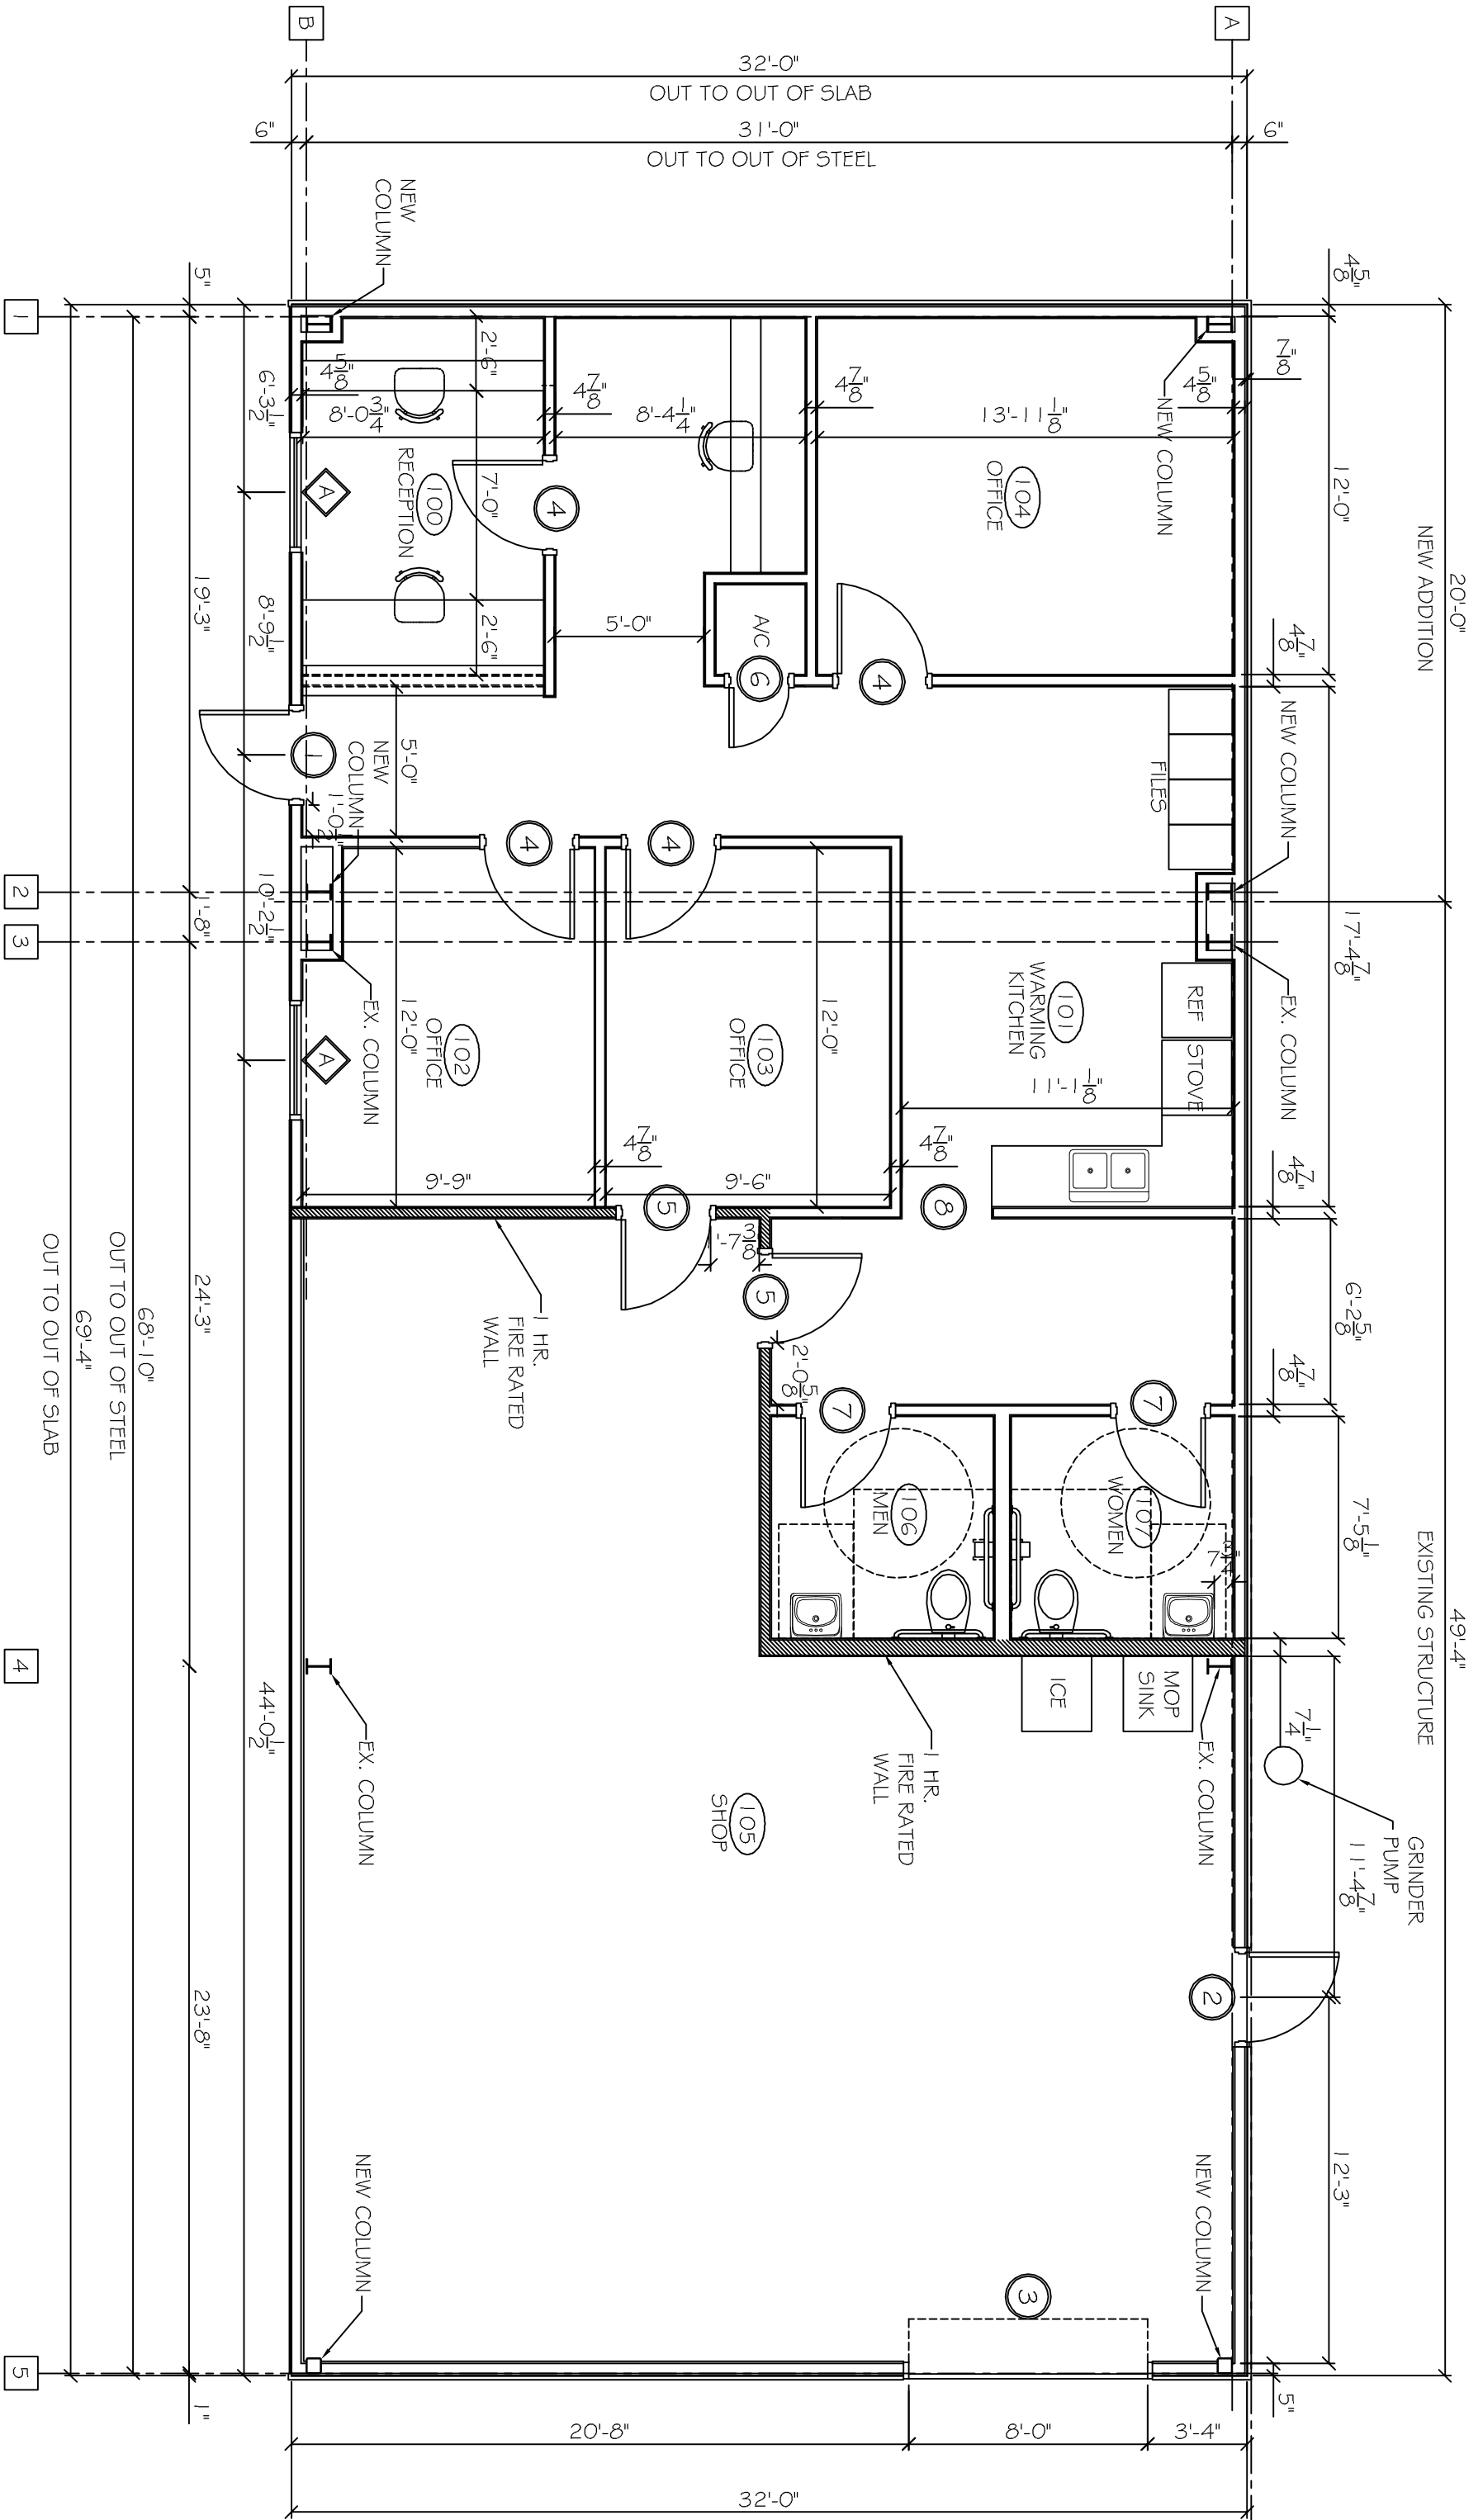 B
A
32'-0"
OUT TO OUT OF SLAB
6"
31'-0"
6"
OUT TO OUT OF STEEL
NEW
COLUMN
5"
4 5/8"
1
7/8"
2'-6"
4 5/8"
8'-0 3/4"
4 7/8"
8'-4 1/4"
4 7/8"
13'-11 1/8"
4 5/8"
NEW COLUMN
12'-0"
6'-3 1/2"
A
100
RECEPTION
7'-0"
4
104
OFFICE
NEW ADDITION
20'-0"
19'-3"
8'-9 1/2"
2'-6"
5'-0"
A/C
6
4
4 7/8"
1
NEW
COLUMN
5'-0"
1'-0 1/2"
FILES
NEW COLUMN
4
4
2
3
1'-8"
10'-2 1/2"
17'-4 7/8"
EX. COLUMN
A
12'-0"
102
OFFICE
103
OFFICE
12'-0"
101
WARMING
KITCHEN
11'-1 1/8"
REF
STOVE
EX. COLUMN
9'-9"
4 7/8"
9'-6"
4 7/8"
4 7/8"
5
8
OUT TO OUT OF SLAB
69'-4"
OUT TO OUT OF STEEL
68'-10"
24'-3"
1 HR.
FIRE RATED
WALL
'-7 3/8"
5
6'-2 5/8"
2'-0 5/8"
7
7
4 7/8"
106
MEN
107
WOMEN
7 3/4"
7'-5 1/8"
EXISTING STRUCTURE
49'-4"
4
44'-0 1/2"
EX. COLUMN
1 HR.
FIRE RATED
WALL
ICE
MOP
SINK
EX. COLUMN
7 1/4"
105
SHOP
GRINDER
PUMP
11'-4 7/8"
2
23'-8"
12'-3"
NEW COLUMN
NEW COLUMN
3
5
1"
5"
20'-8"
8'-0"
3'-4"
32'-0"